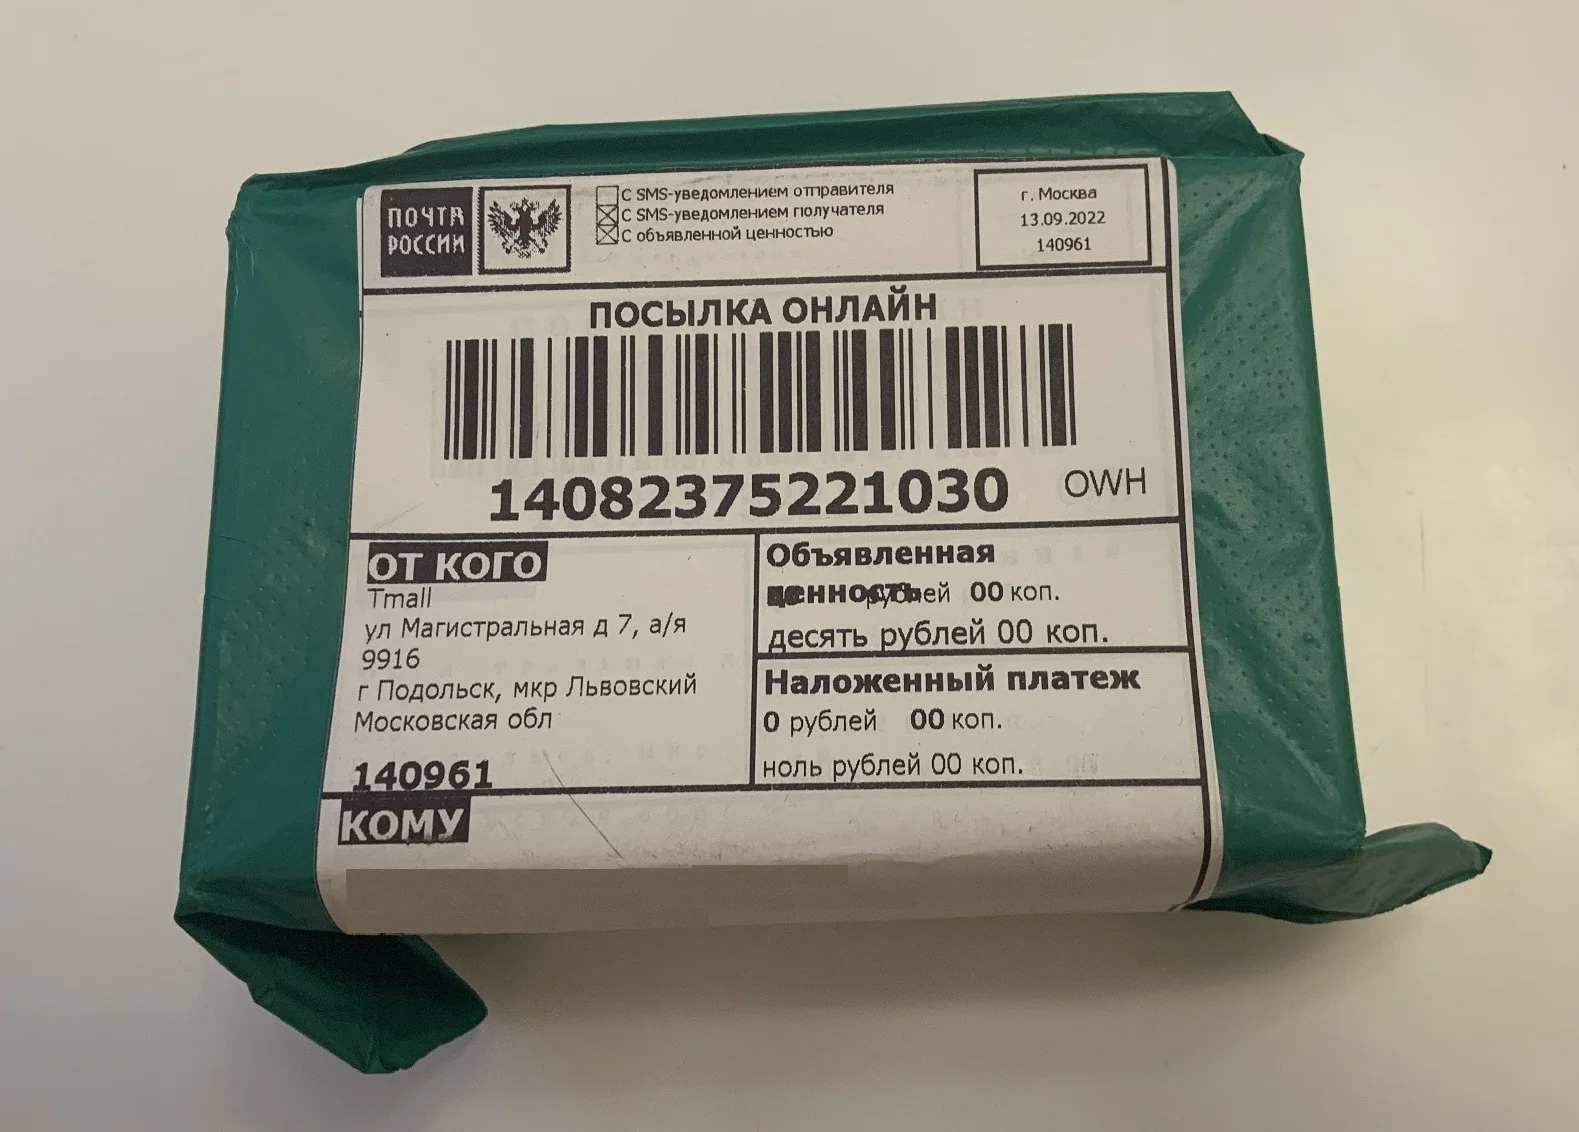 ПОЧТА
РОССИИ
С SMS-уведомлением отправителя
С SMS-уведомлением получателя
С объявленной ценностью
г. Москва
13.09.2022
140961
ПОСЫЛКА ОНЛАЙН
14082375221030
OWH
ОТ КОГО
Tmall
ул Магистральная д 7, а/я
9916
г Подольск, мкр Львовский
Московская обл
140961
Объявленная
ценность рублей 00 коп.
десять рублей 00 коп.
Наложенный платеж
0 рублей 00 коп.
ноль рублей 00 коп.
КОМУ